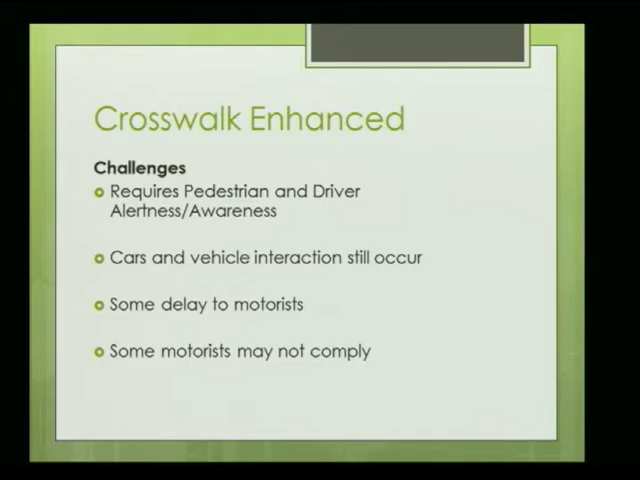 Crosswalk Enhanced
Challenges
Requires Pedestrian and Driver
Alertness/Awareness
Cars and vehicle interaction still occur
Some delay to motorists
Some motorists may not comply